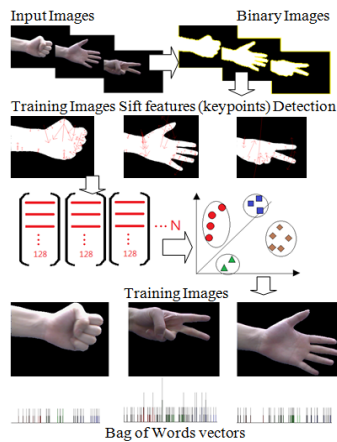 Input Images
Binary Images
Training Images Sift features (keypoints) Detection
128
128
128
... N
Training Images
Bag of Words vectors